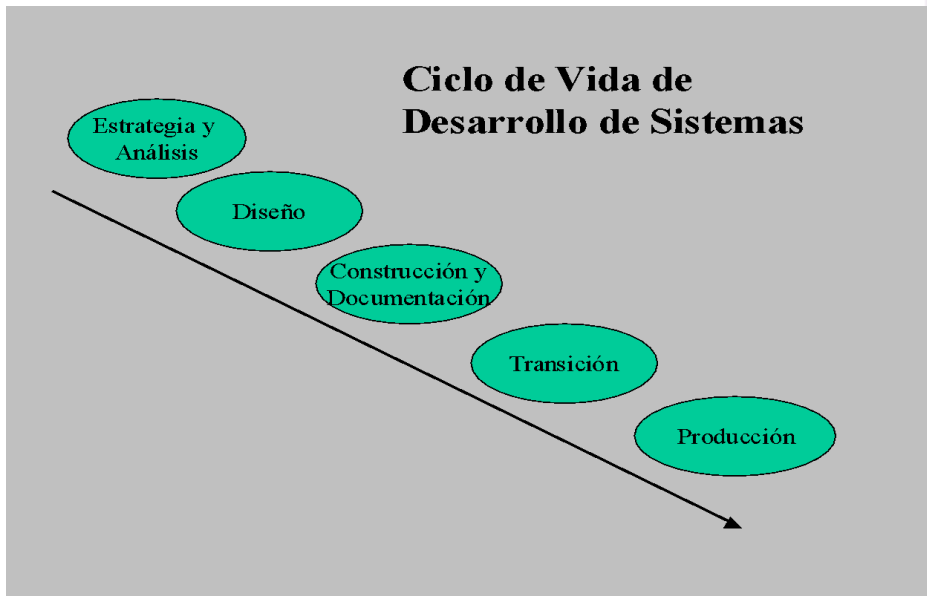 Ciclo de Vida de
Desarrollo de Sistemas
Estrategia y
Análisis
Diseño
Construcción y
Documentación
Transición
Producción